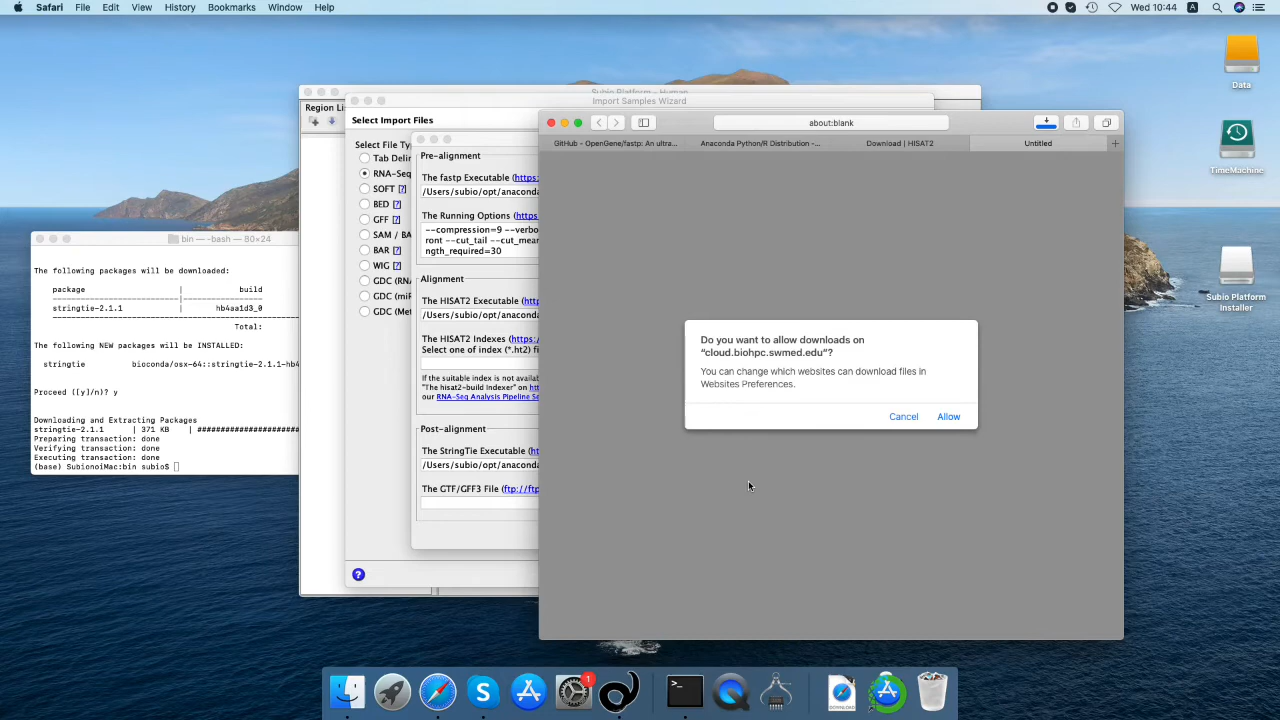 Safari File Edit View History Bookmarks Window Help
Wed 10:44 A
Data
TimeMachine
Subio Platform
Installer
Subio Platform - Human
Import Samples Wizard
Region Li
Select Import Files
Select File Ty
Tab Deli
RNA-Seq
SOFT [?]
BED [?]
GFF [?]
SAM / BA
BAR [?]
WIG [?]
GDC (RN
GDC (miF
GDC (Met
?
Pre-alignment
The fastp Executable (https:
/Users/subio/opt/anaconda
The Running Options (https
--compression=9 --verbo
ront --cut_tail --cut_mear
ngth_required=30
Alignment
The HISAT2 Executable (http
/Users/subio/opt/anaconda
The HISAT2 Indexes (https:/
Select one of index (*.ht2) fi
If the suitable index is not availab
"The hisat2-build Indexer" on ht
our RNA-Seq Analysis Pipeline Se
Post-alignment
The StringTie Executable (ht
/Users/subio/opt/anaconda
The GTF/GFF3 File (ftp://ftp
about:blank
GitHub - OpenGene/fastp: An ultra...
Anaconda Python/R Distribution -...
Download | HISAT2
Untitled
Do you want to allow downloads on
“cloud.biohpc.swmed.edu”?
You can change which websites can download files in
Websites Preferences.
Cancel Allow
bin — -bash — 80×24
The following packages will be downloaded:
package | build
---------------------------|-----------------
stringtie-2.1.1 | hb4aa1d3_0
Total:
The following NEW packages will be INSTALLED:
stringtie bioconda/osx-64::stringtie-2.1.1-hb4
Proceed ([y]/n)? y
Downloading and Extracting Packages
stringtie-2.1.1 | 371 KB | ####################
Preparing transaction: done
Verifying transaction: done
Executing transaction: done
(base) SubionoiMac:bin subio$
1
DOWNLOAD